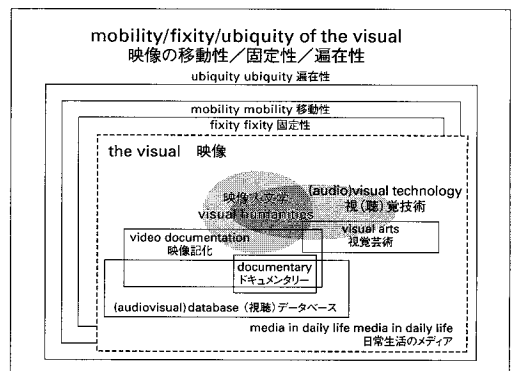 mobility/fixity/ubiquity of the visual
映像の移動性／固定性／遍在性
ubiquity ubiquity 遍在性
mobility mobility 移動性
fixity fixity 固定性
the visual 映像
映像人文学
visual humanities
(audio)visual technology
視（聴）覚技術
visual arts
視覚芸術
video documentation
映像記化
documentary
ドキュメンタリー
(audiovisual) database （視聴）データベース
media in daily life media in daily life
日常生活のメディア